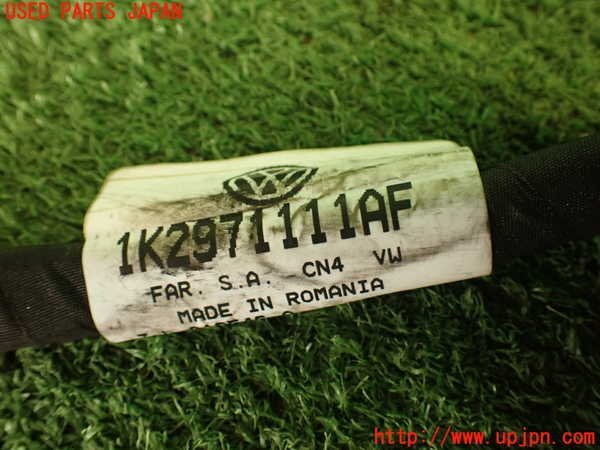 USED PARTS JAPAN
1K2971111AF
FAR. S.A. CN4 VW
MADE IN ROMANIA
http://www.upjpn.com/